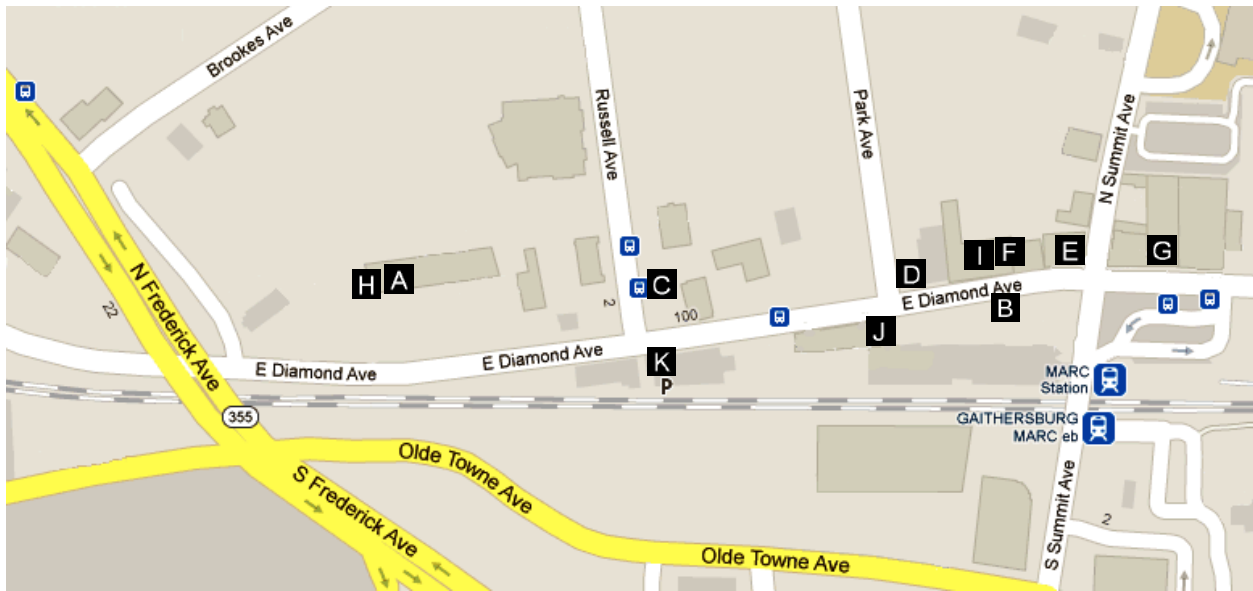 Brookes Ave
Russell Ave
Park Ave
N Summit Ave
H
A
C
D
I
F
E
G
B
J
K
P
N Frederick Ave
22
2
100
E Diamond Ave
E Diamond Ave
E Diamond Ave
MARC
Station
GAITHERSBURG
MARC eb
355
Olde Towne Ave
S Frederick Ave
Olde Towne Ave
S Summit Ave
2